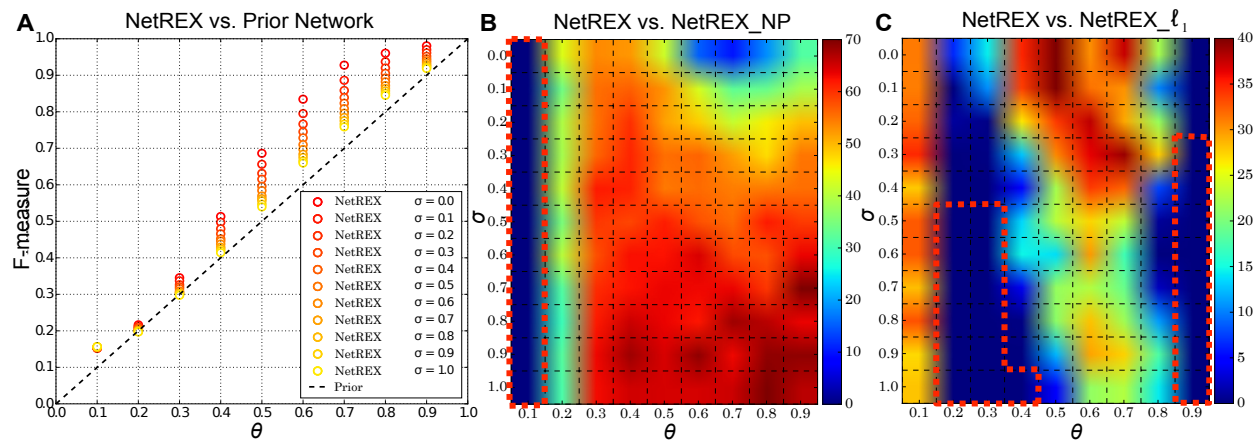 A
NetREX vs. Prior Network
F-measure
1.0
0.9
0.8
0.7
0.6
0.5
0.4
0.3
0.2
0.1
0.0
0.0 0.1 0.2 0.3 0.4 0.5 0.6 0.7 0.8 0.9 1.0
θ
NetREX σ = 0.0
NetREX σ = 0.1
NetREX σ = 0.2
NetREX σ = 0.3
NetREX σ = 0.4
NetREX σ = 0.5
NetREX σ = 0.6
NetREX σ = 0.7
NetREX σ = 0.8
NetREX σ = 0.9
NetREX σ = 1.0
Prior
B
NetREX vs. NetREX_NP
σ
0.0
0.1
0.2
0.3
0.4
0.5
0.6
0.7
0.8
0.9
1.0
0.1 0.2 0.3 0.4 0.5 0.6 0.7 0.8 0.9
θ
70
60
50
40
30
20
10
0
C
NetREX vs. NetREX_ℓ₁
σ
0.0
0.1
0.2
0.3
0.4
0.5
0.6
0.7
0.8
0.9
1.0
0.1 0.2 0.3 0.4 0.5 0.6 0.7 0.8 0.9
θ
40
35
30
25
20
15
10
5
0